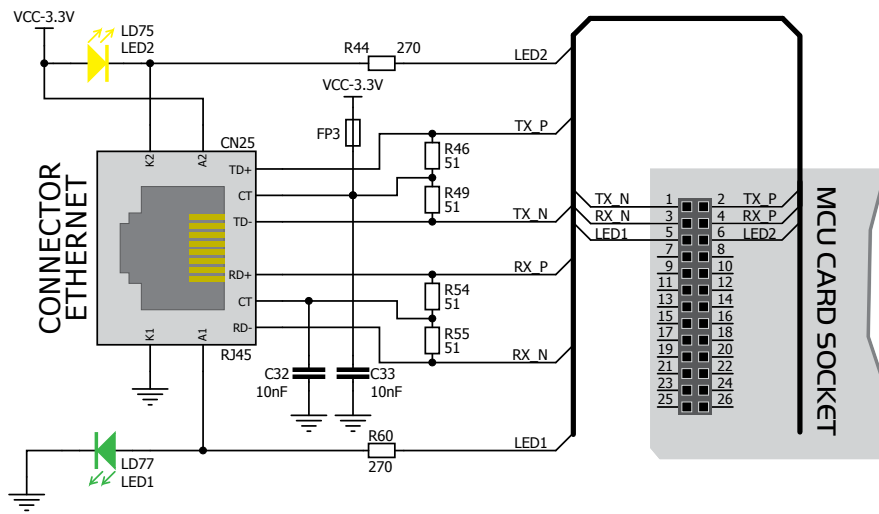 VCC-3.3V
LD75
LED2
R44 270
LED2
VCC-3.3V
FP3
TX_P
CN25
K2
A2
TD+
R46
51
CT
R49
51
TD-
TX_N
CONNECTOR
ETHERNET
RD+
RX_P
R54
51
CT
RD-
R55
51
K1
A1
RJ45
RX_N
C32
10nF
C33
10nF
R60
270
LED1
LD77
LED1
TX_N 1 2 TX_P
RX_N 3 4 RX_P
LED1 5 6 LED2
7 8
9 10
11 12
13 14
15 16
17 18
19 20
21 22
23 24
25 26
MCU CARD SOCKET